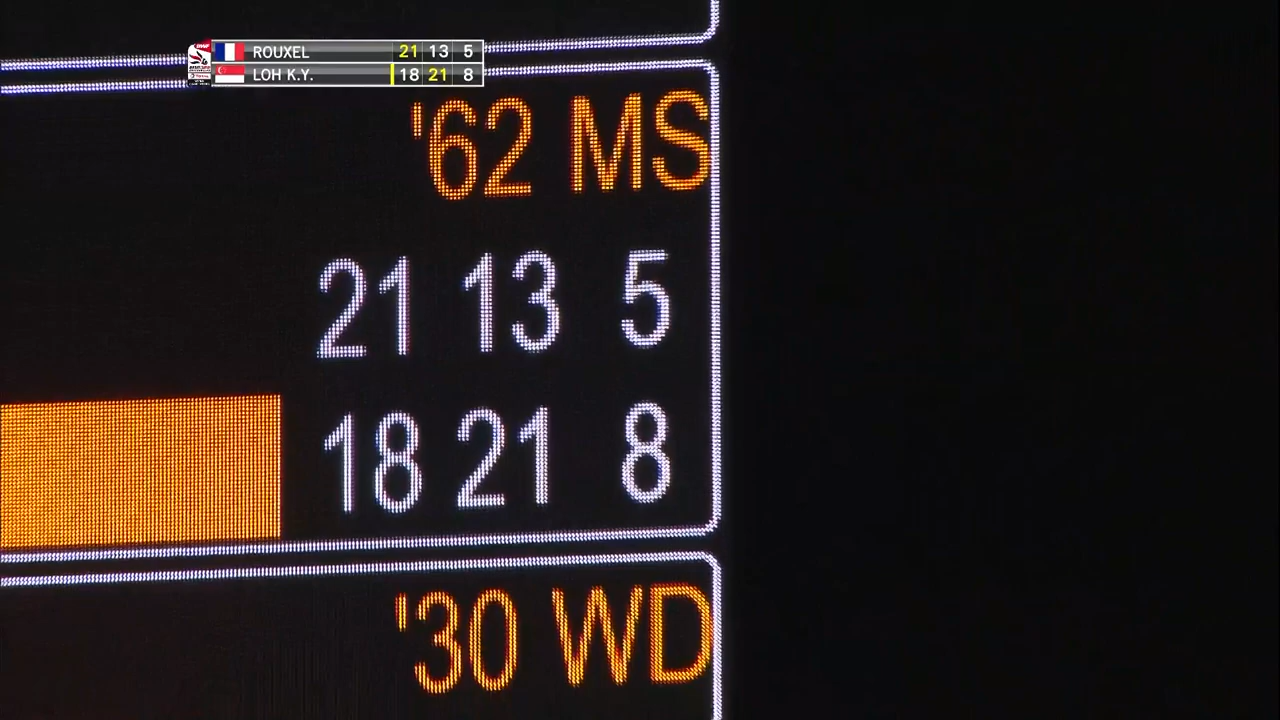 ROUXEL 21 13 5
LOH K.Y. 18 21 8
'62 MS
21 13 5
18 21 8
'30 WD